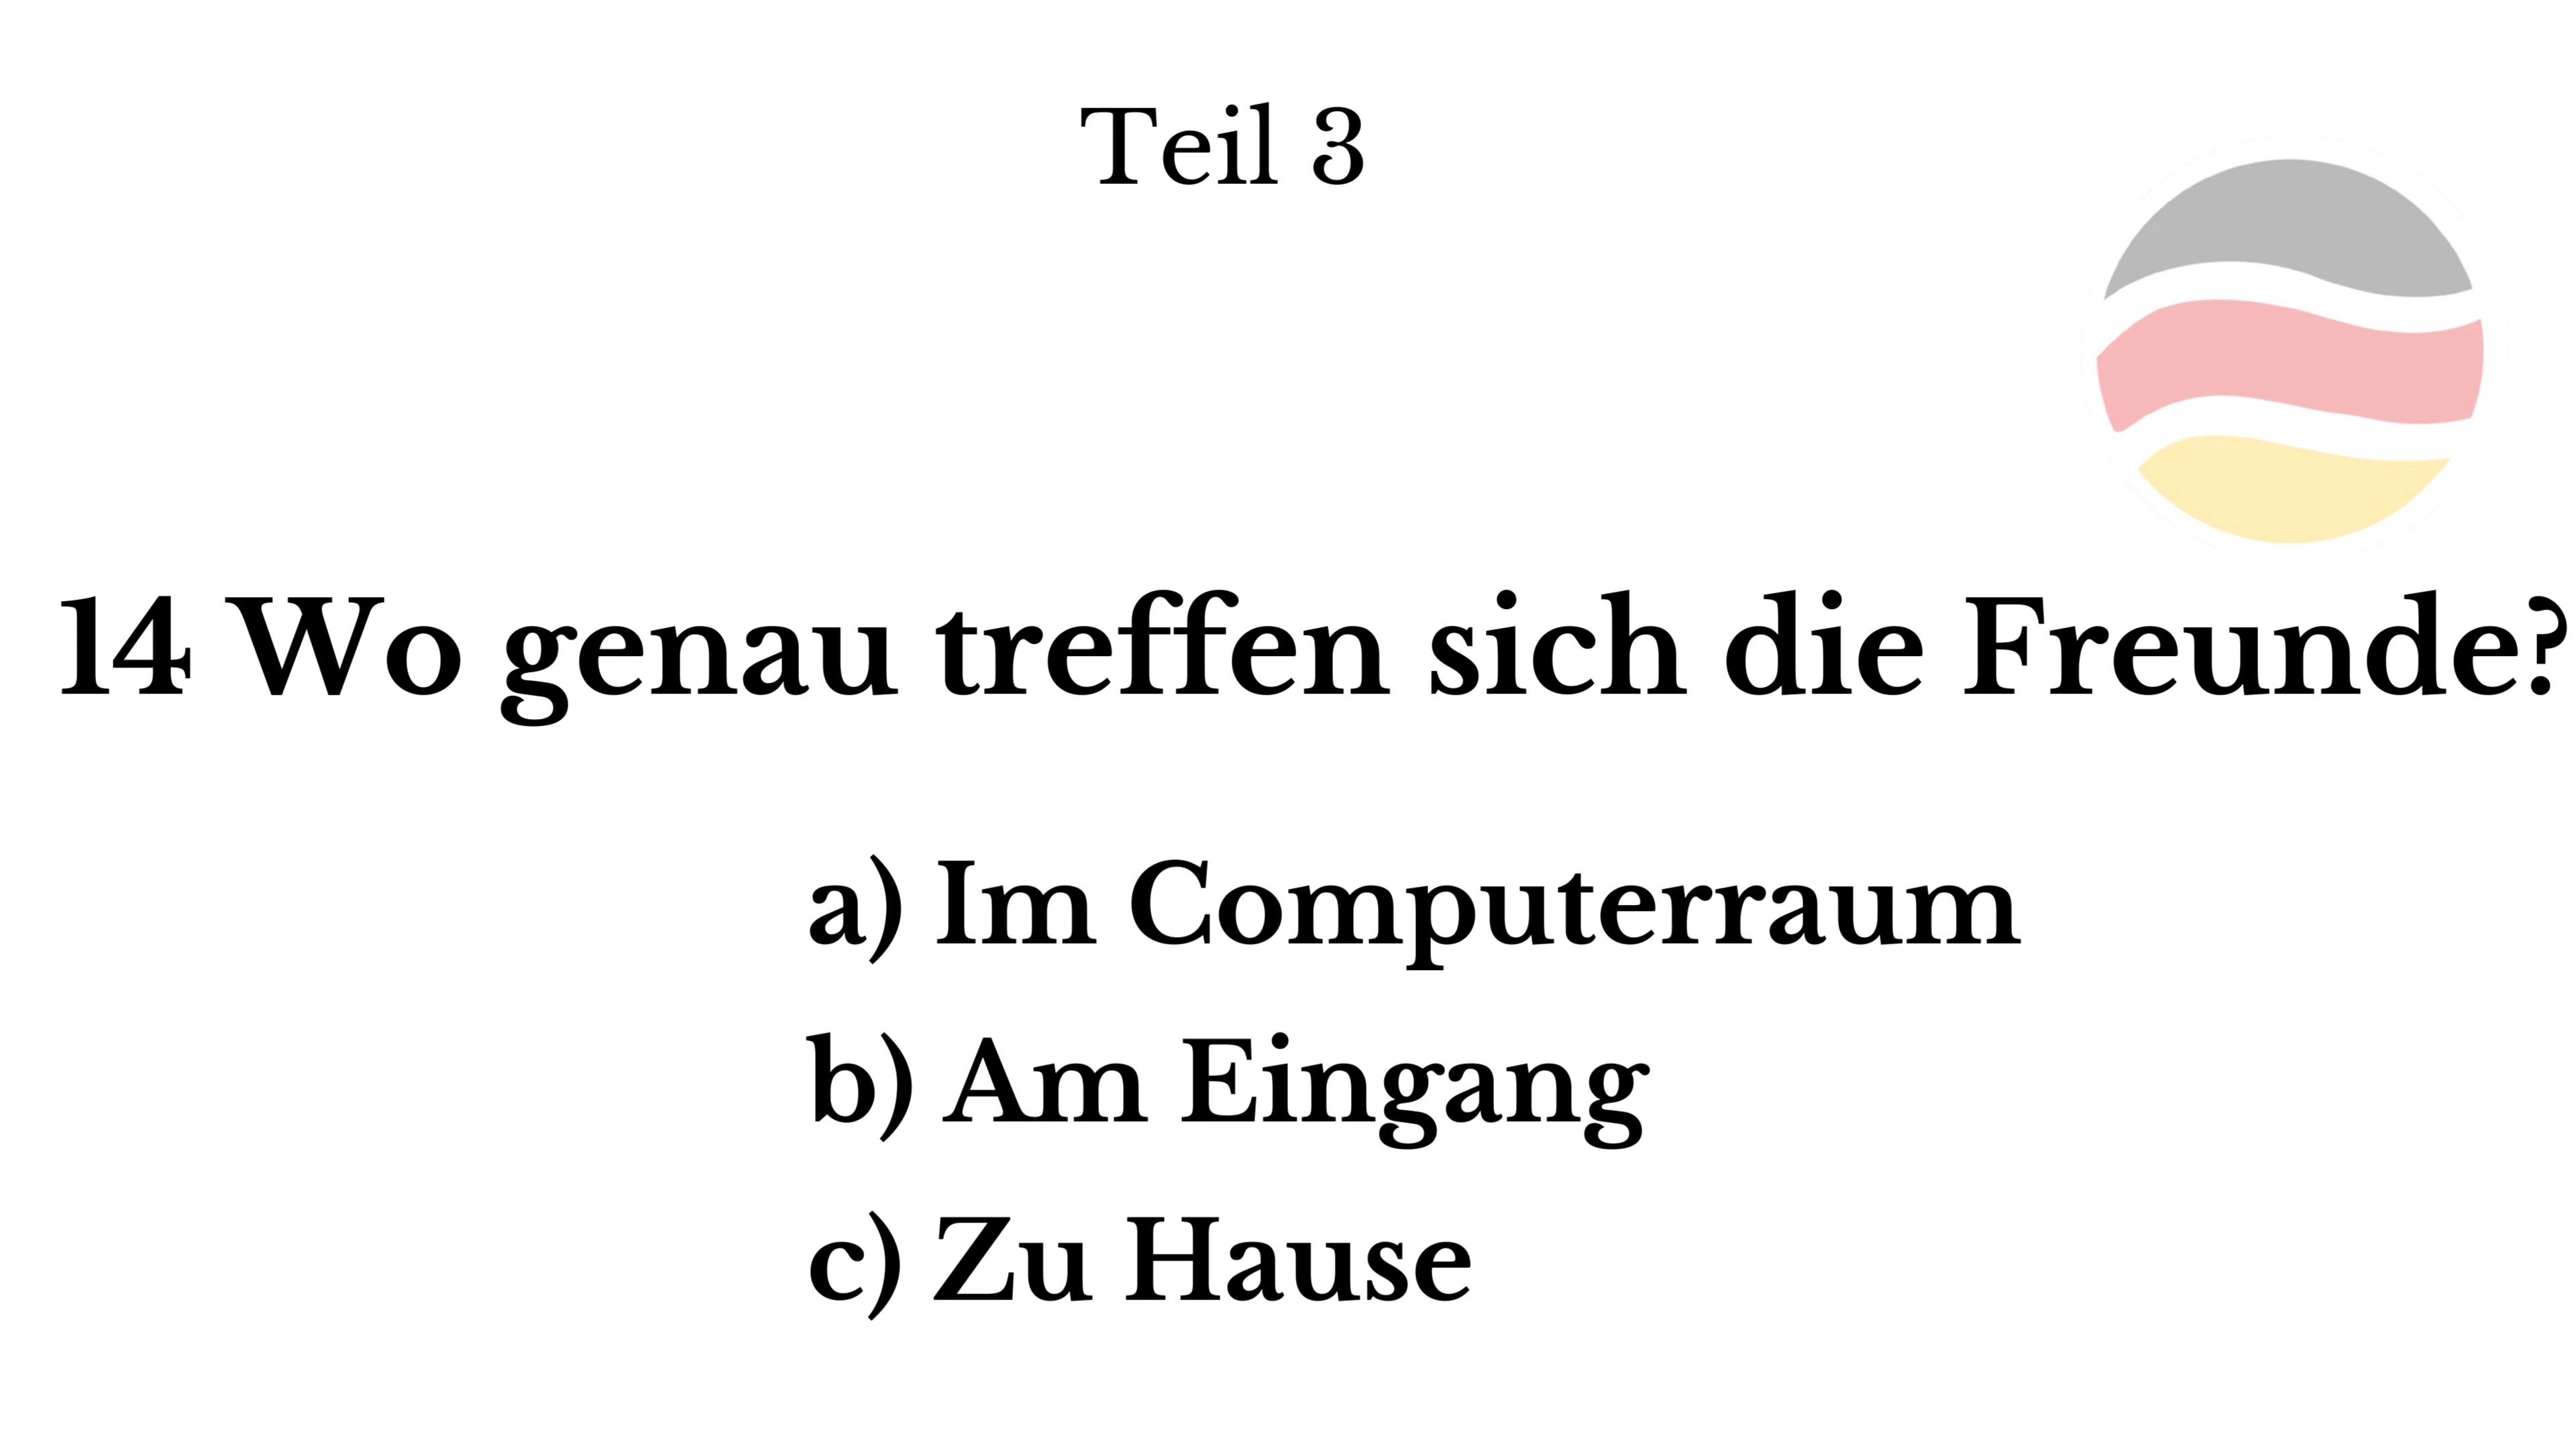 Teil 3
14 Wo genau treffen sich die Freunde?
a) Im Computerraum
b) Am Eingang
c) Zu Hause